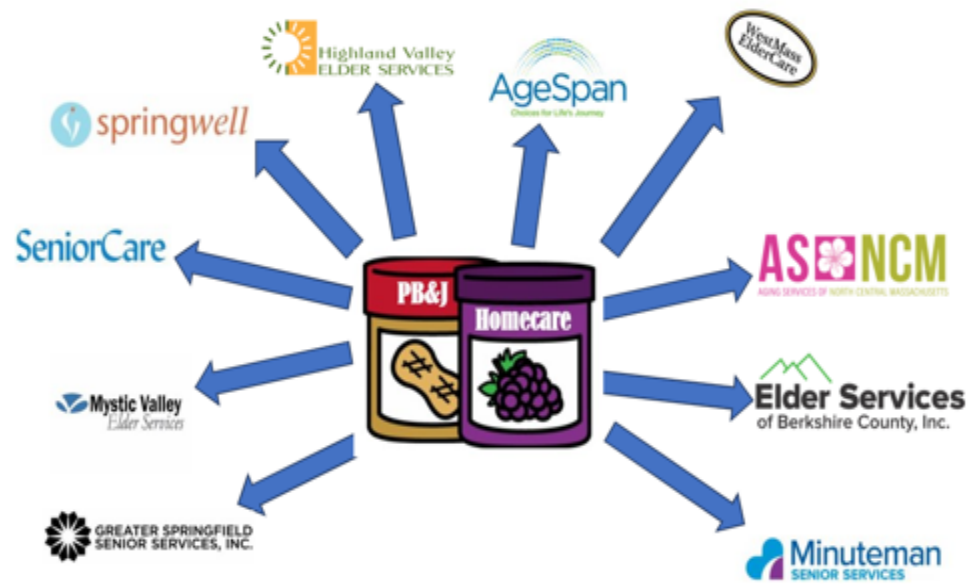 Highland Valley
ELDER SERVICES
AgeSpan
Choices for Life's Journey
WestMass
ElderCare
springwell
SeniorCare
AS NCM
AGING SERVICES OF NORTH CENTRAL MASSACHUSETTS
PB&J
Homecare
Mystic Valley
Elder Services
Elder Services
of Berkshire County, Inc.
GREATER SPRINGFIELD
SENIOR SERVICES, INC.
Minuteman
SENIOR SERVICES